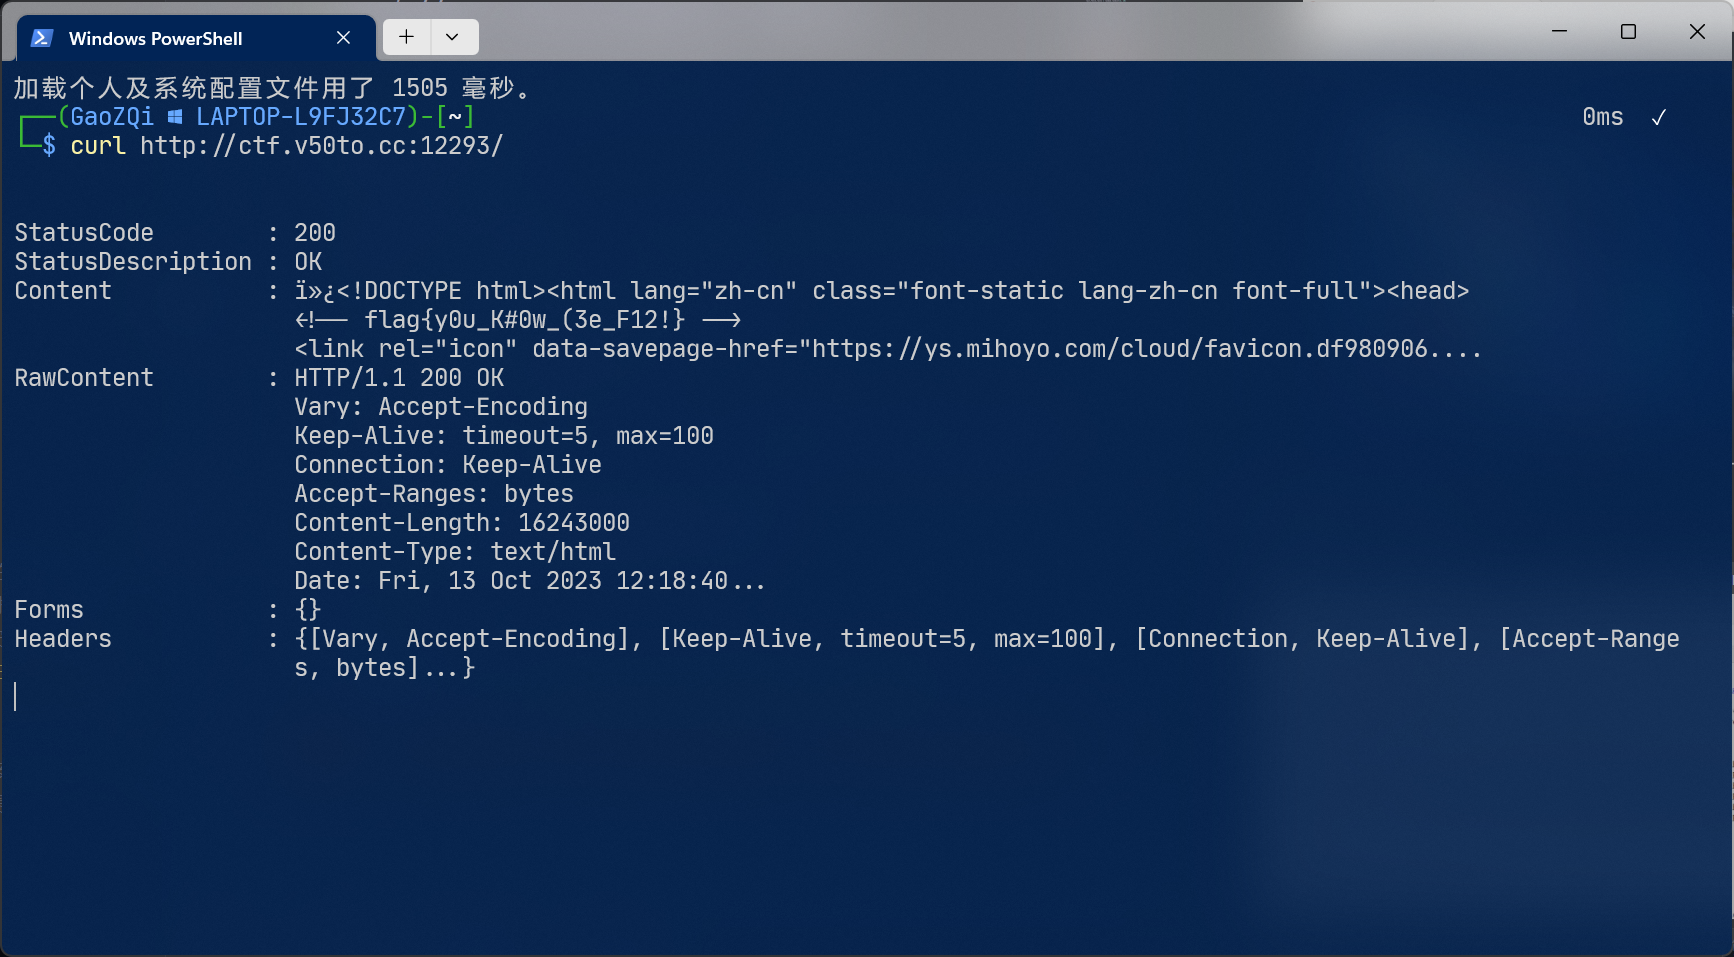 Windows PowerShell
加载个人及系统配置文件用了 1505 毫秒。
(GaoZQi LAPTOP-L9FJ32C7)-[~] 0ms ✓
$ curl http://ctf.v50to.cc:12293/
StatusCode : 200
StatusDescription : OK
Content : ï»¿<!DOCTYPE html><html lang="zh-cn" class="font-static lang-zh-cn font-full"><head>
<!-- flag{y0u_K#0w_(3e_F12!} -->
<link rel="icon" data-savepage-href="https://ys.mihoyo.com/cloud/favicon.df980906....
RawContent : HTTP/1.1 200 OK
Vary: Accept-Encoding
Keep-Alive: timeout=5, max=100
Connection: Keep-Alive
Accept-Ranges: bytes
Content-Length: 16243000
Content-Type: text/html
Date: Fri, 13 Oct 2023 12:18:40...
Forms : {}
Headers : {[Vary, Accept-Encoding], [Keep-Alive, timeout=5, max=100], [Connection, Keep-Alive], [Accept-Range
s, bytes]...}